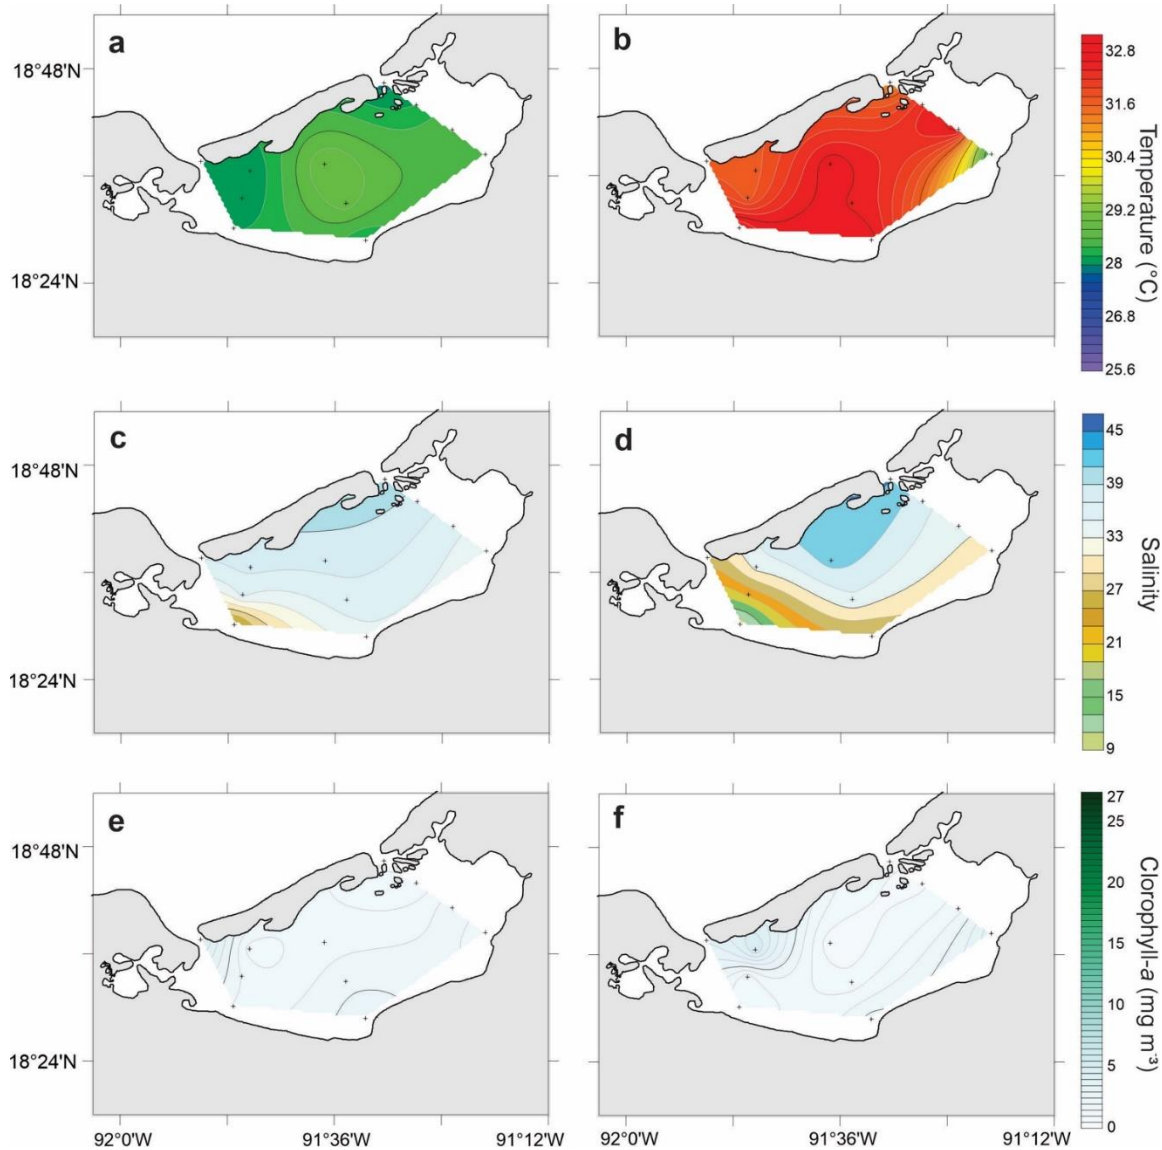 a
b
18°48'N
18°24'N
32.8
31.6
30.4
29.2
28
26.8
25.6
Temperature (°C)
c
d
18°48'N
18°24'N
45
39
33
27
21
15
9
Salinity
e
f
18°48'N
18°24'N
27
25
20
15
10
5
0
Clorophyll-a (mg m⁻³)
92°0'W
91°36'W
91°12'W
92°0'W
91°36'W
91°12'W